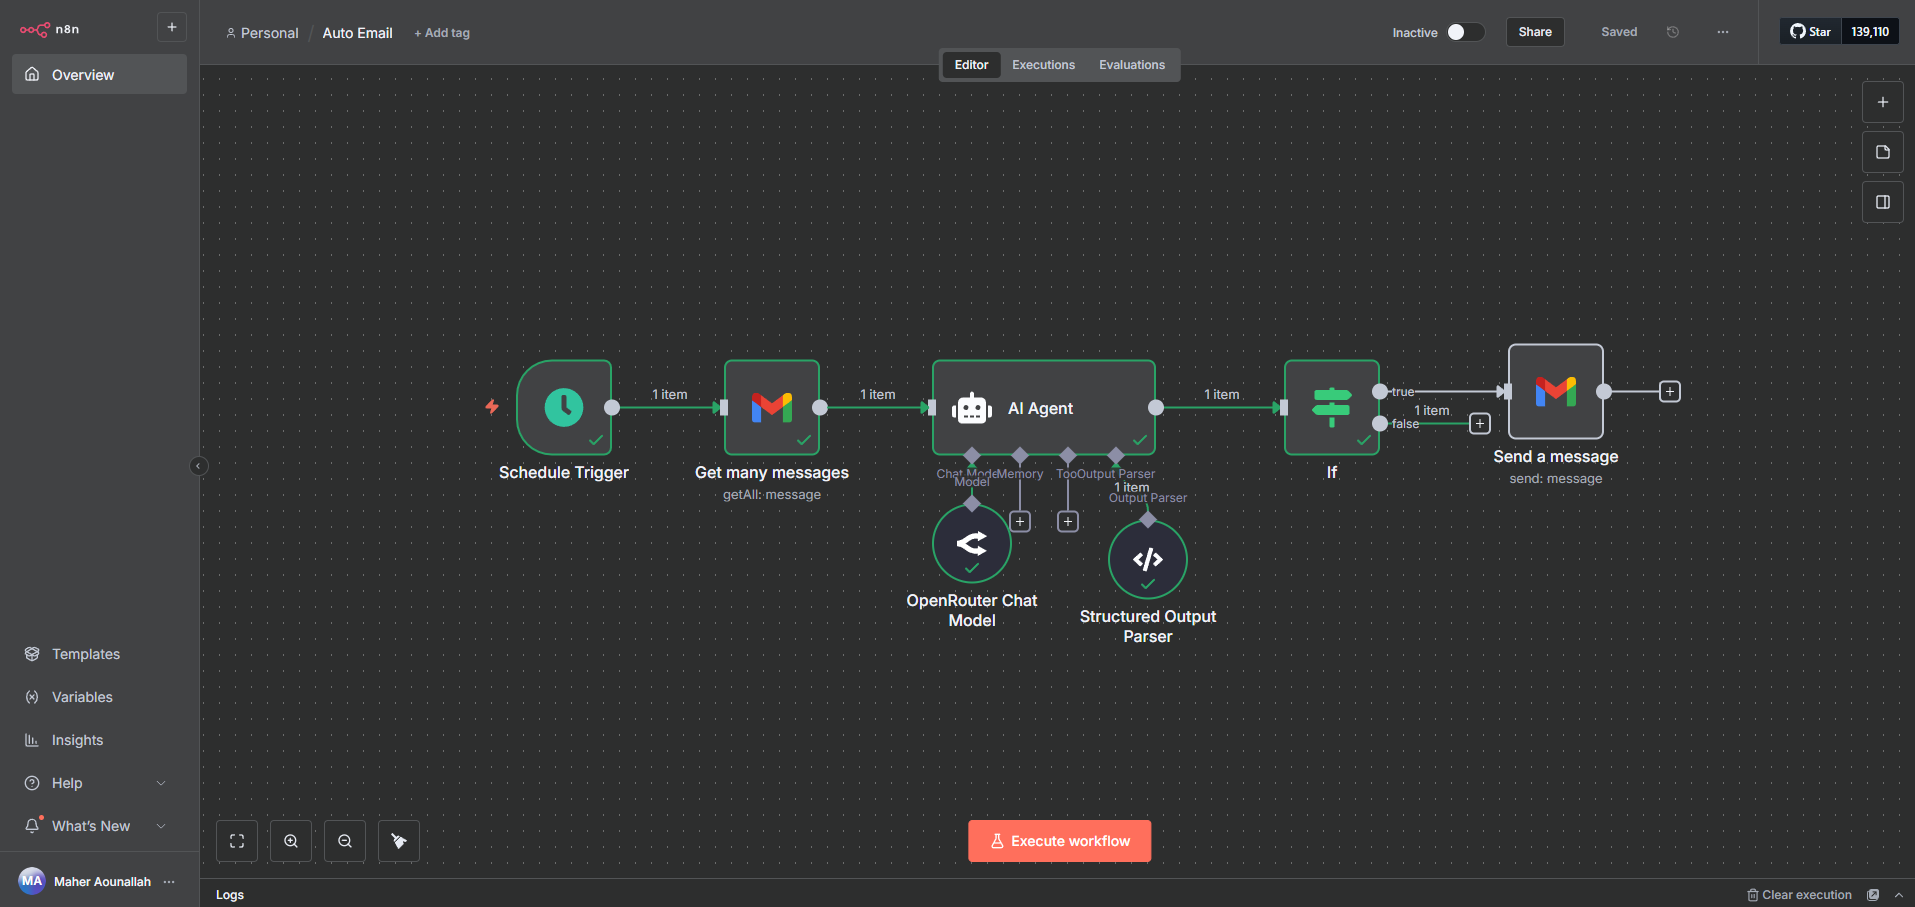 n8n
Overview
Templates
Variables
Insights
Help
What's New
MA
Maher Aounallah
Personal / Auto Email + Add tag
Inactive
Share
Saved
Star 139,110
Editor
Executions
Evaluations
1 item
1 item
1 item
true
1 item
false
AI Agent
Schedule Trigger
Get many messages
getAll: message
If
Send a message
send: message
Chat Model
Model
Memory
Tool
Output Parser
1 item
Output Parser
OpenRouter Chat
Model
Structured Output
Parser
Execute workflow
Logs
Clear execution